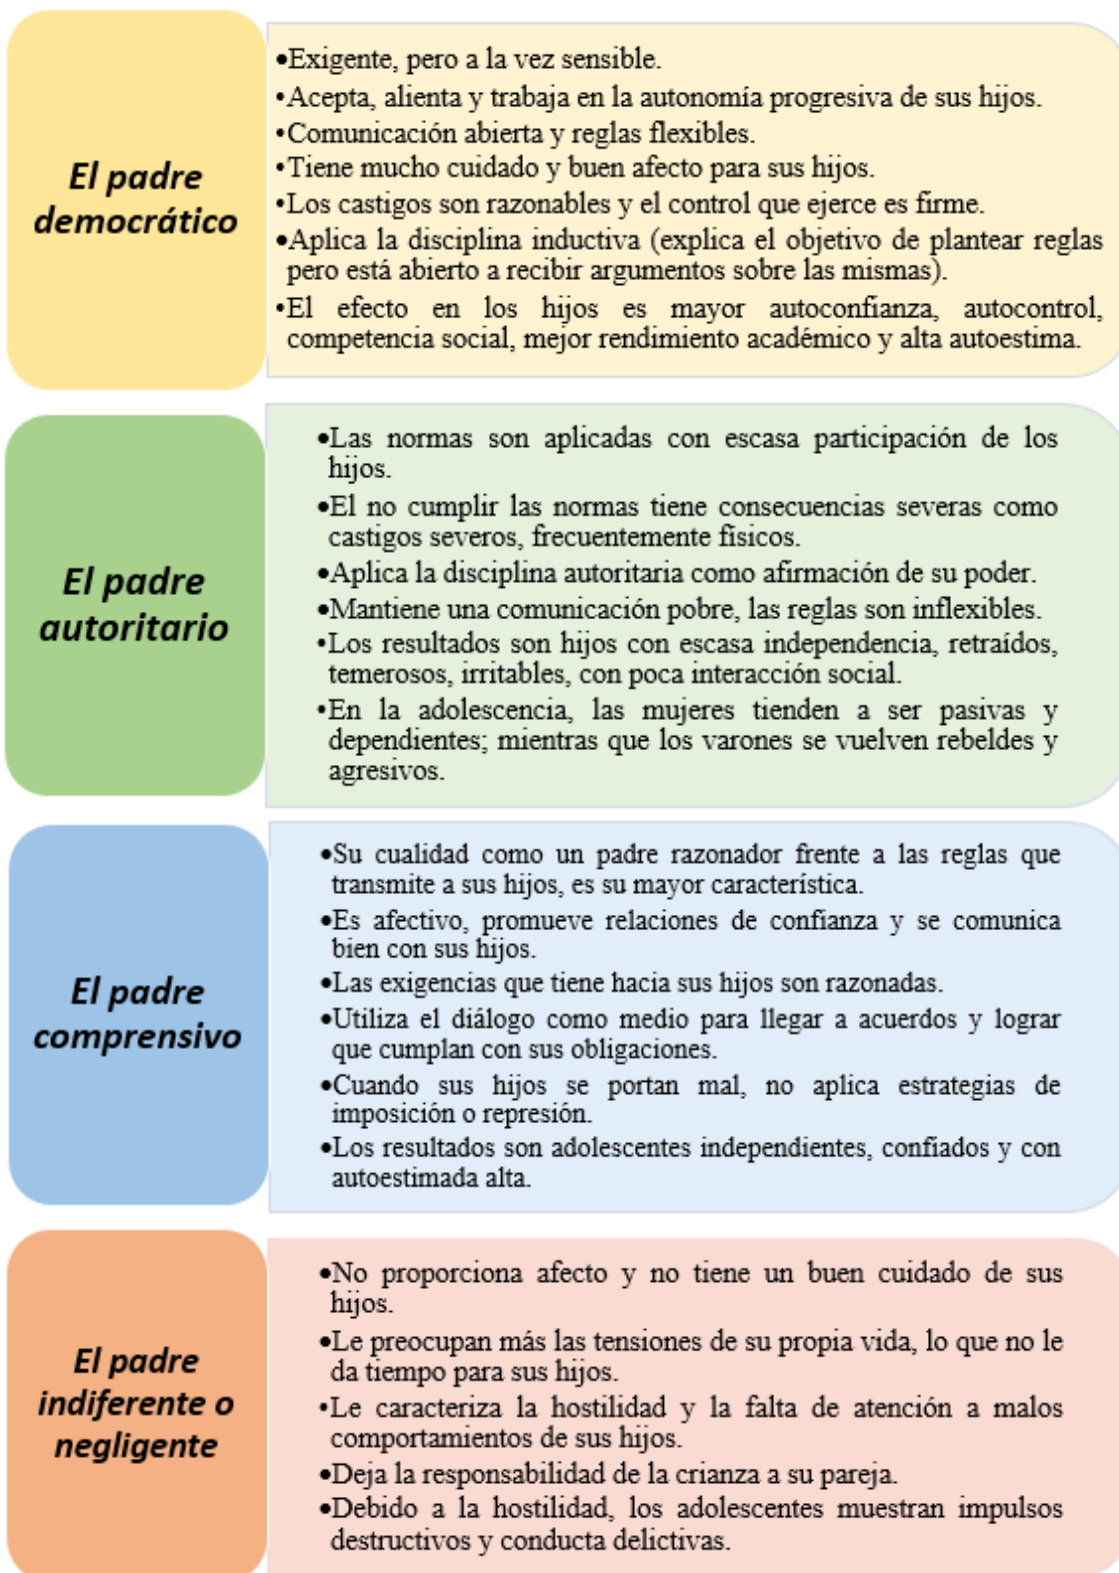 El padre
democrático
•Exigente, pero a la vez sensible.
•Acepta, alienta y trabaja en la autonomía progresiva de sus hijos.
•Comunicación abierta y reglas flexibles.
•Tiene mucho cuidado y buen afecto para sus hijos.
•Los castigos son razonables y el control que ejerce es firme.
•Aplica la disciplina inductiva (explica el objetivo de plantear reglas
pero está abierto a recibir argumentos sobre las mismas).
•El efecto en los hijos es mayor autoconfianza, autocontrol,
competencia social, mejor rendimiento académico y alta autoestima.
El padre
autoritario
•Las normas son aplicadas con escasa participación de los
hijos.
•El no cumplir las normas tiene consecuencias severas como
castigos severos, frecuentemente físicos.
•Aplica la disciplina autoritaria como afirmación de su poder.
•Mantiene una comunicación pobre, las reglas son inflexibles.
•Los resultados son hijos con escasa independencia, retraídos,
temerosos, irritables, con poca interacción social.
•En la adolescencia, las mujeres tienden a ser pasivas y
dependientes; mientras que los varones se vuelven rebeldes y
agresivos.
El padre
comprensivo
•Su cualidad como un padre razonador frente a las reglas que
transmite a sus hijos, es su mayor característica.
•Es afectivo, promueve relaciones de confianza y se comunica
bien con sus hijos.
•Las exigencias que tiene hacia sus hijos son razonadas.
•Utiliza el diálogo como medio para llegar a acuerdos y lograr
que cumplan con sus obligaciones.
•Cuando sus hijos se portan mal, no aplica estrategias de
imposición o represión.
•Los resultados son adolescentes independientes, confiados y con
autoestimada alta.
El padre
indiferente o
negligente
•No proporciona afecto y no tiene un buen cuidado de sus
hijos.
•Le preocupan más las tensiones de su propia vida, lo que no le
da tiempo para sus hijos.
•Le caracteriza la hostilidad y la falta de atención a malos
comportamientos de sus hijos.
•Deja la responsabilidad de la crianza a su pareja.
•Debido a la hostilidad, los adolescentes muestran impulsos
destructivos y conducta delictivas.